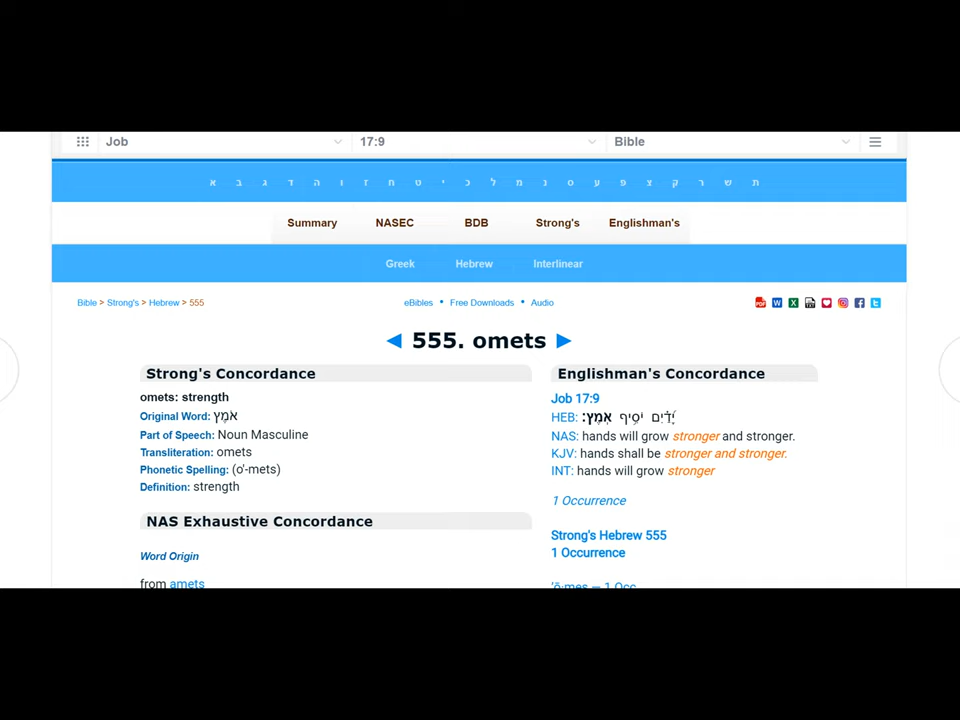 Job 17:9 Bible
א ב ג ד ה ו ז ח ט י כ ל מ נ ס ע פ צ ק ר ש ת
Summary NASEC BDB Strong's Englishman's
Greek Hebrew Interlinear
Bible > Strong's > Hebrew > 555
eBibles • Free Downloads • Audio
◄ 555. omets ►
Strong's Concordance
omets: strength
Original Word: אֹמֶץ
Part of Speech: Noun Masculine
Transliteration: omets
Phonetic Spelling: (o'-mets)
Definition: strength
NAS Exhaustive Concordance
Word Origin
from amets
Englishman's Concordance
Job 17:9
HEB: יָ֝דַ֗יִם יֹסִ֥יף אֹֽמֶץ׃
NAS: hands will grow stronger and stronger.
KJV: hands shall be stronger and stronger.
INT: hands will grow stronger
1 Occurrence
Strong's Hebrew 555
1 Occurrence
’ō·meṣ — 1 Occ.